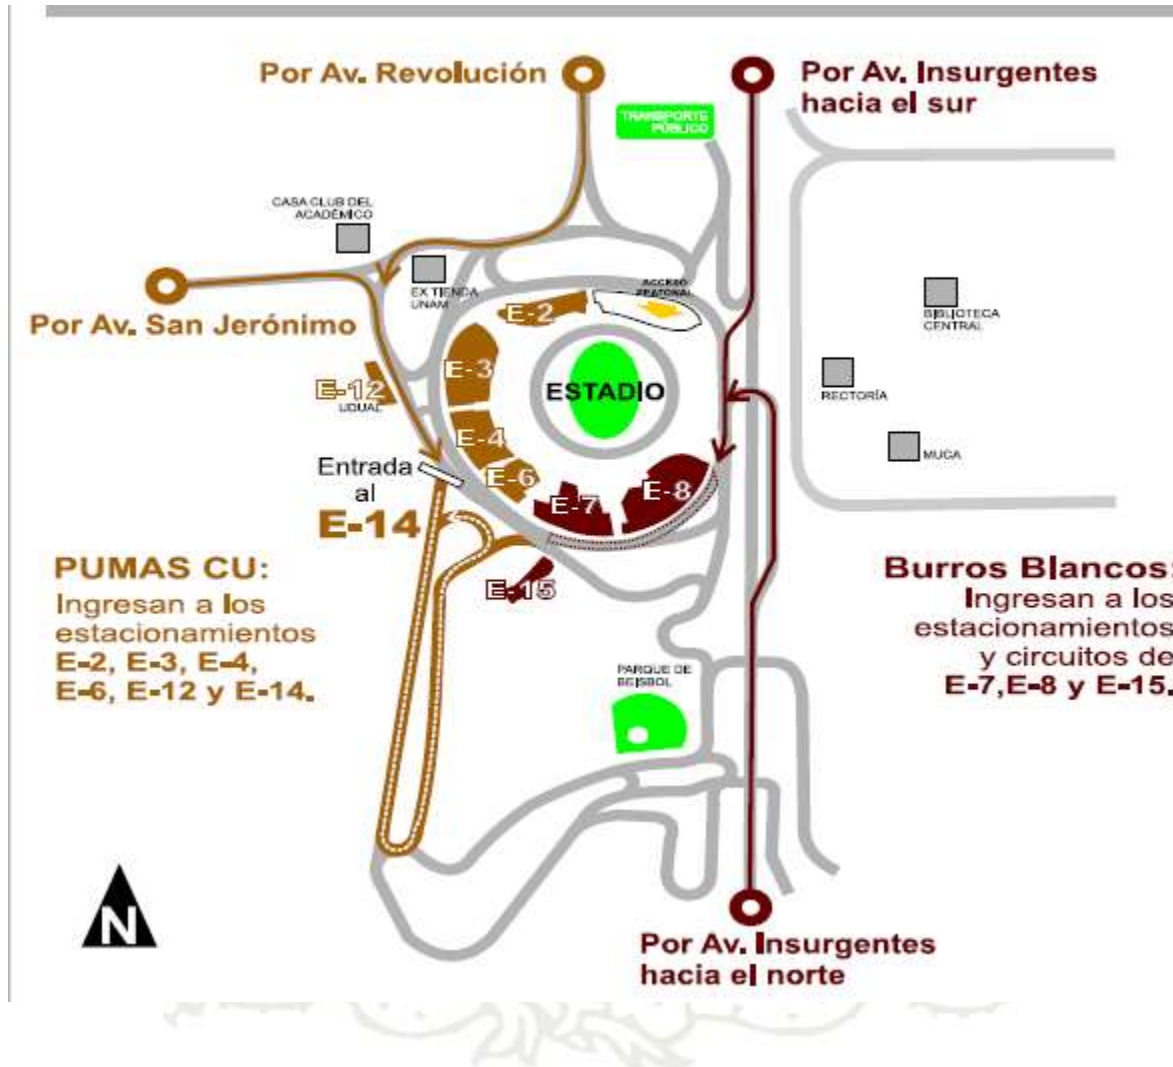 Por Av. Revolución
Por Av. Insurgentes
hacia el sur
TRANSPORTE
PÚBLICO
CASA CLUB DEL
ACADÉMICO
EX TIENDA
UNAM
ACCESO
PEATONAL
Por Av. San Jerónimo
E-2
E-3
E-12
UDUAL
ESTADIO
BIBLIOTECA
CENTRAL
RECTORÍA
MUCA
E-4
E-6
E-7
E-8
Entrada
al
E-14
E-15
PUMAS CU:
Ingresan a los
estacionamientos
E-2, E-3, E-4,
E-6, E-12 y E-14.
Burros Blancos:
Ingresan a los
estacionamientos
y circuitos de
E-7,E-8 y E-15.
PARQUE DE
BEISBOL
N
Por Av. Insurgentes
hacia el norte